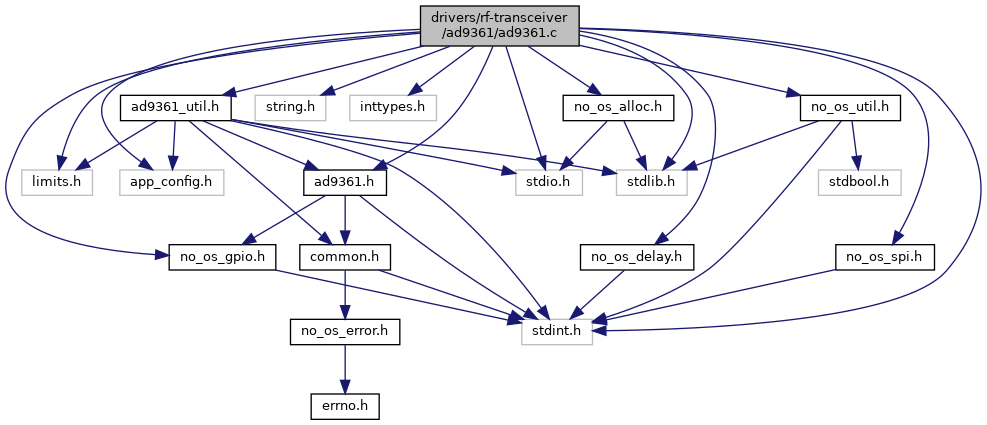 drivers/rf-transceiver
/ad9361/ad9361.c
ad9361_util.h
string.h
inttypes.h
no_os_alloc.h
no_os_util.h
limits.h
app_config.h
ad9361.h
stdio.h
stdlib.h
stdbool.h
no_os_gpio.h
common.h
no_os_delay.h
no_os_spi.h
no_os_error.h
stdint.h
errno.h